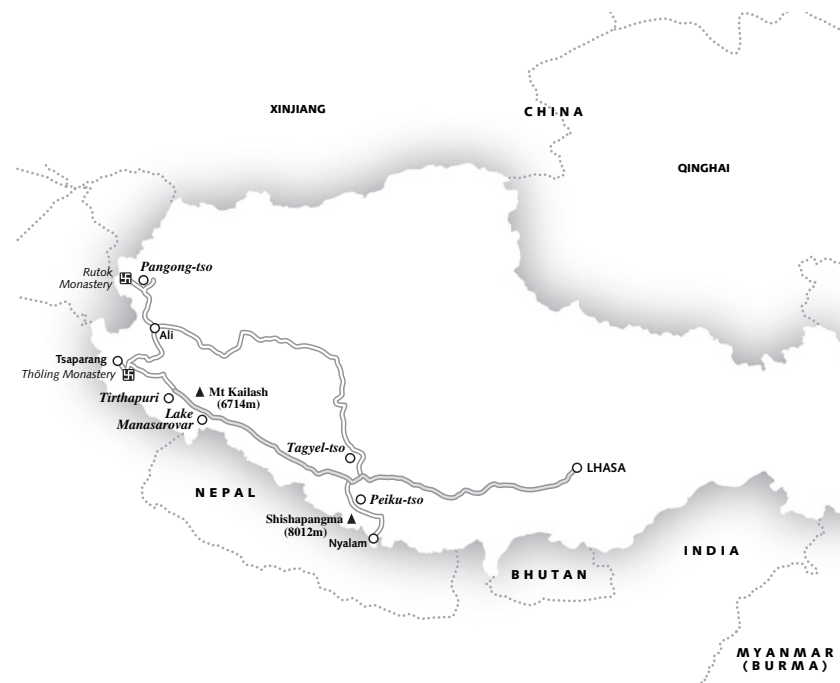 XINJIANG
CHINA
QINGHAI
Rutok
Monastery
Pangong-tso
Ali
Tsaparang
Thöling Monastery
Tirthapuri
Mt Kailash
(6714m)
Lake
Manasarovar
Tagyel-tso
LHASA
NEPAL
Peiku-tso
Shishapangma
(8012m)
Nyalam
INDIA
BHUTAN
MYANMAR
(BURMA)